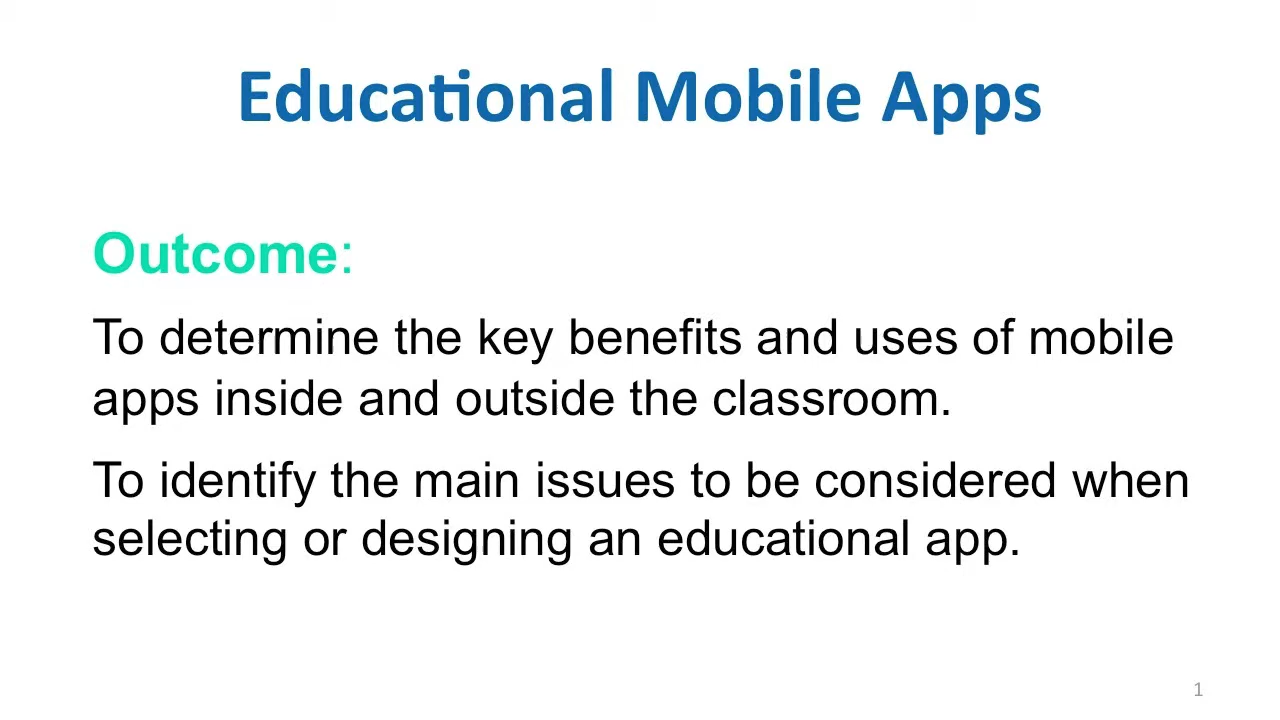 Educational Mobile Apps
Outcome:
To determine the key benefits and uses of mobile
apps inside and outside the classroom.
To identify the main issues to be considered when
selecting or designing an educational app.
1